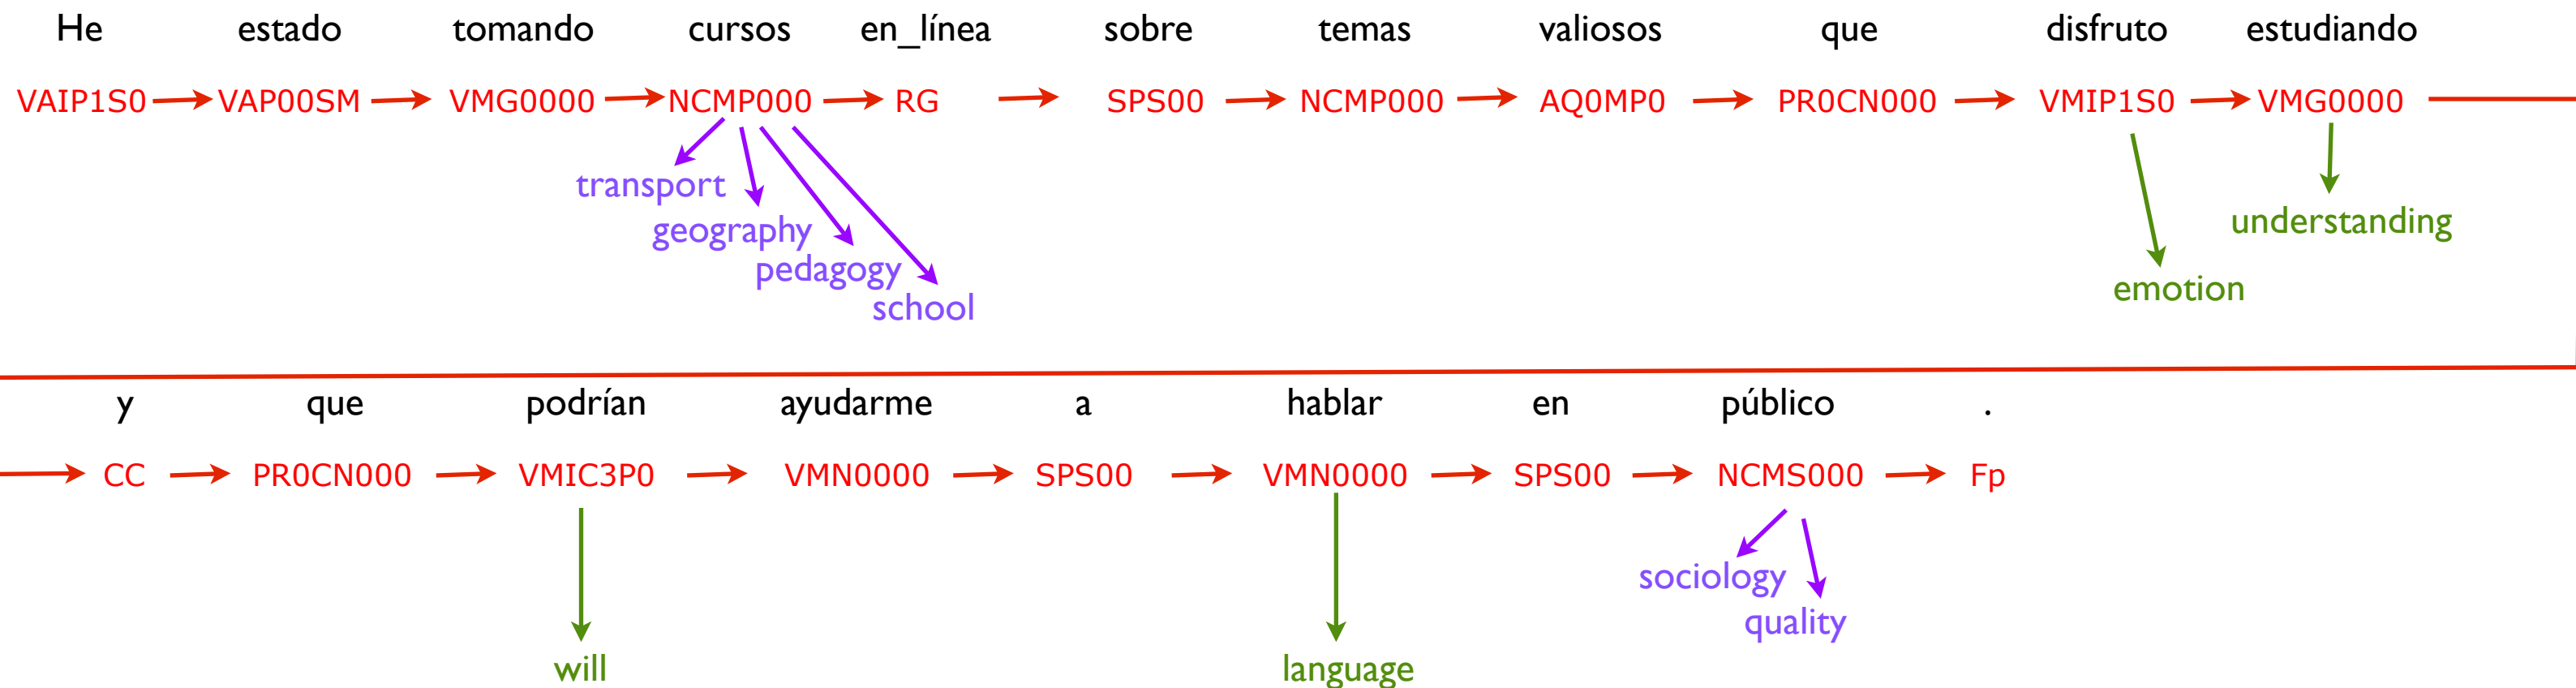 He estado tomando cursos en_línea sobre temas valiosos que disfruto estudiando
VAIP1S0 VAP00SM VMG0000 NCMP000 RG SPS00 NCMP000 AQ0MP0 PR0CN000 VMIP1S0 VMG0000
transport
geography
pedagogy
school
understanding
emotion
y que podrían ayudarme a hablar en público .
CC PR0CN000 VMIC3P0 VMN0000 SPS00 VMN0000 SPS00 NCMS000 Fp
sociology
quality
will language